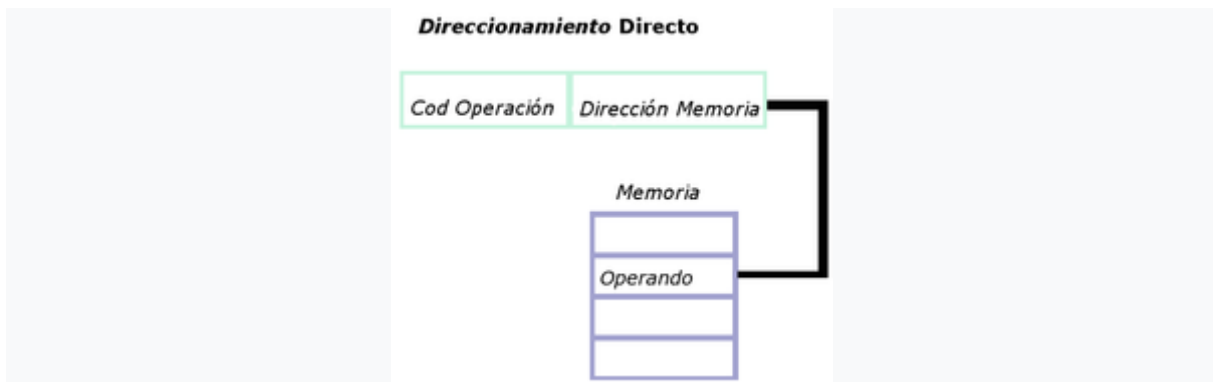 Direccionamiento Directo
Cod Operación Dirección Memoria
Memoria
Operando